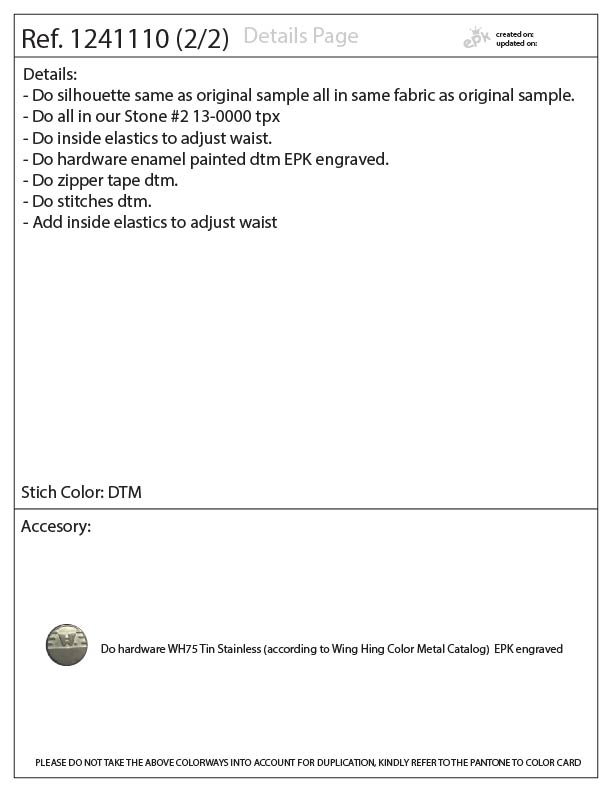 Ref. 1241110 (2/2) Details Page
epk
created on:
updated on:
Details:
- Do silhouette same as original sample all in same fabric as original sample.
- Do all in our Stone #2 13-0000 tpx
- Do inside elastics to adjust waist.
- Do hardware enamel painted dtm EPK engraved.
- Do zipper tape dtm.
- Do stitches dtm.
- Add inside elastics to adjust waist
Stich Color: DTM
Accesory:
W
Do hardware WH75 Tin Stainless (according to Wing Hing Color Metal Catalog) EPK engraved
PLEASE DO NOT TAKE THE ABOVE COLORWAYS INTO ACCOUNT FOR DUPLICATION, KINDLY REFER TO THE PANTONE TO COLOR CARD